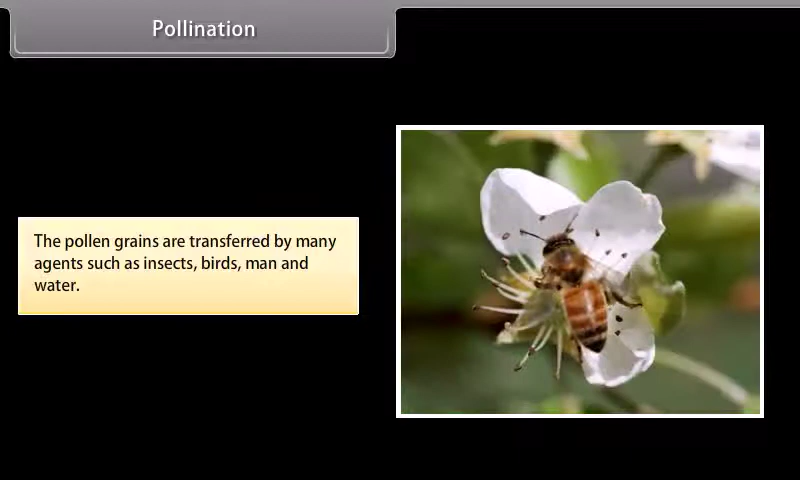 Pollination
The pollen grains are transferred by many
agents such as insects, birds, man and
water.